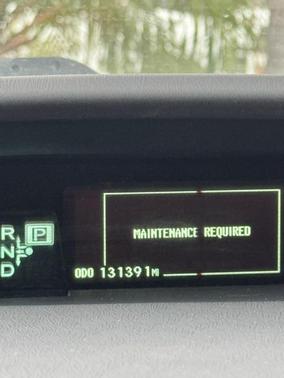 MAINTENANCE REQUIRED
R P
N
D
ODO 131391MI